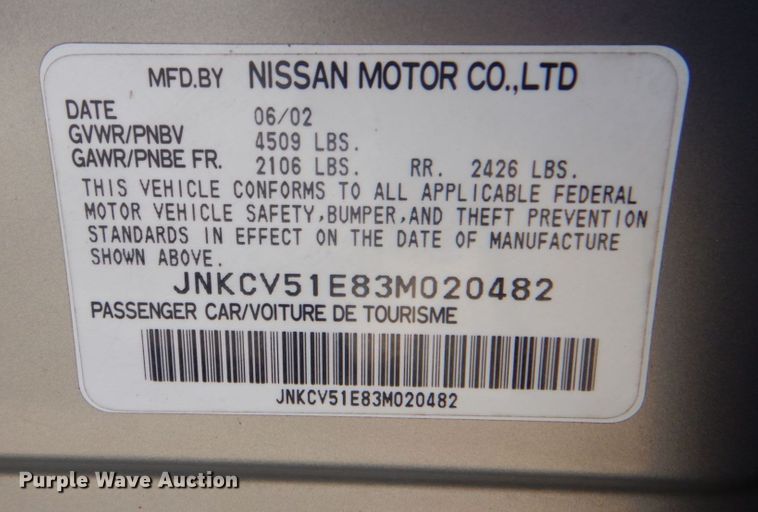 MFD.BY NISSAN MOTOR CO.,LTD
DATE 06/02
GVWR/PNBV 4509 LBS.
GAWR/PNBE FR. 2106 LBS. RR. 2426 LBS.
THIS VEHICLE CONFORMS TO ALL APPLICABLE FEDERAL
MOTOR VEHICLE SAFETY,BUMPER,AND THEFT PREVENTION
STANDARDS IN EFFECT ON THE DATE OF MANUFACTURE
SHOWN ABOVE.
JNKCV51E83M020482
PASSENGER CAR/VOITURE DE TOURISME
JNKCV51E83M020482
Purple Wave Auction